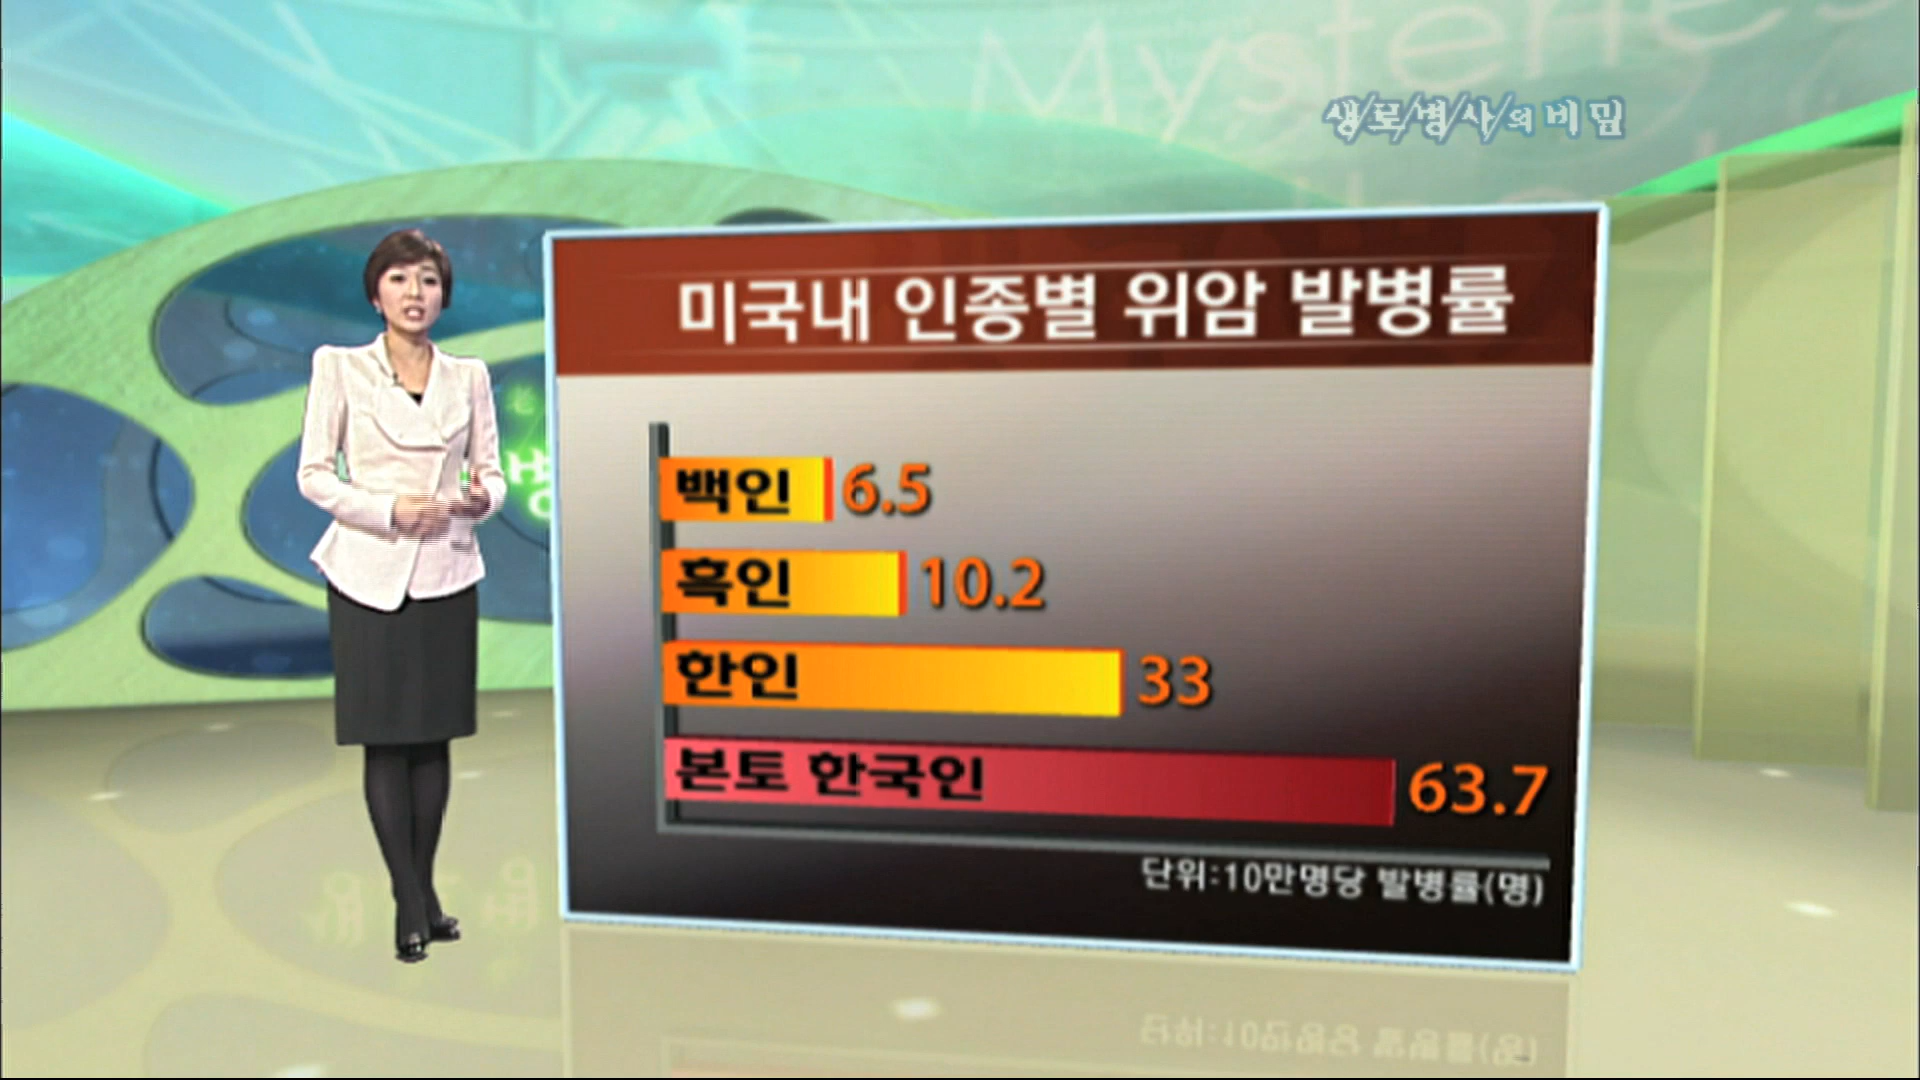 Mysteries
생/로/병/사/의 비밀
미국내 인종별 위암 발병률
백인 6.5
흑인 10.2
한인 33
본토 한국인 63.7
단위:10만명당 발병률(명)